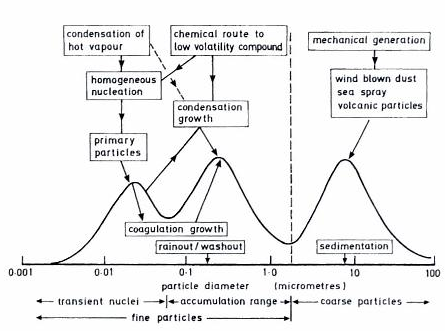 condensation of
hot vapour
chemical route to
low volatility compound
mechanical generation
homogeneous
nucleation
wind blown dust
sea spray
volcanic particles
condensation
growth
primary
particles
coagulation growth
rainout/washout
sedimentation
0·001
0·01
0·1
1·0
10
100
particle diameter (micrometres)
transient nuclei
accumulation range
coarse particles
fine particles